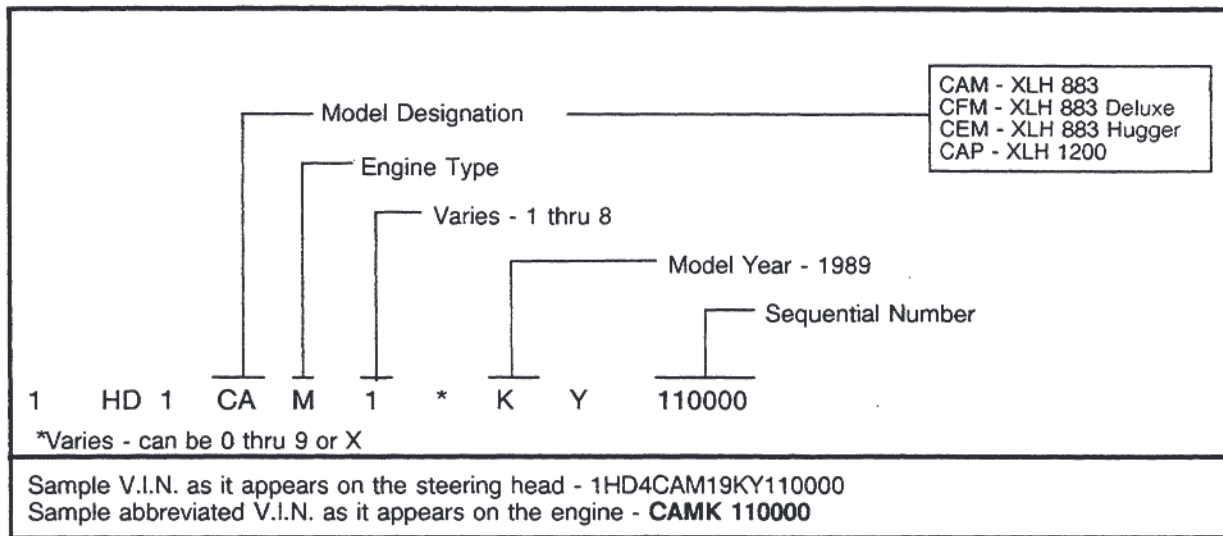 CAM - XLH 883
CFM - XLH 883 Deluxe
CEM - XLH 883 Hugger
CAP - XLH 1200
Model Designation
Engine Type
Varies - 1 thru 8
Model Year - 1989
Sequential Number
1 HD 1 CA M 1 * K Y 110000
*Varies - can be 0 thru 9 or X
Sample V.I.N. as it appears on the steering head - 1HD4CAM19KY110000
Sample abbreviated V.I.N. as it appears on the engine - CAMK 110000